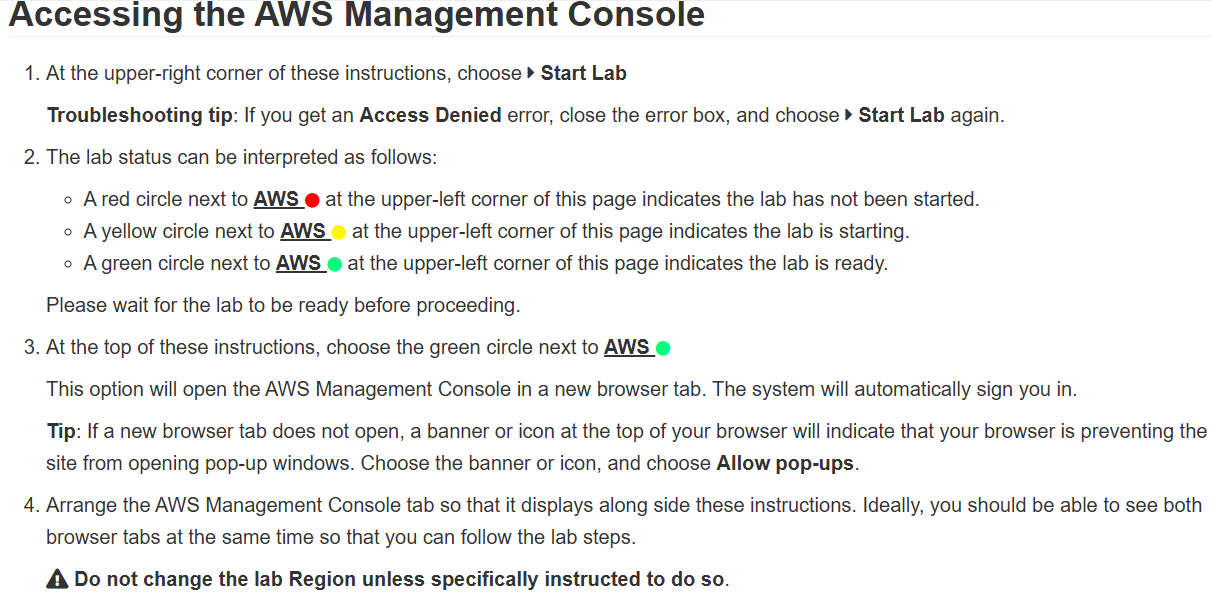 Accessing the AWS Management Console
1. At the upper-right corner of these instructions, choose Start Lab
Troubleshooting tip: If you get an Access Denied error, close the error box, and choose Start Lab again.
2. The lab status can be interpreted as follows:
A red circle next to AWS at the upper-left corner of this page indicates the lab has not been started.
A yellow circle next to AWS at the upper-left corner of this page indicates the lab is starting.
A green circle next to AWS at the upper-left corner of this page indicates the lab is ready.
Please wait for the lab to be ready before proceeding.
3. At the top of these instructions, choose the green circle next to AWS
This option will open the AWS Management Console in a new browser tab. The system will automatically sign you in.
Tip: If a new browser tab does not open, a banner or icon at the top of your browser will indicate that your browser is preventing the
site from opening pop-up windows. Choose the banner or icon, and choose Allow pop-ups.
4. Arrange the AWS Management Console tab so that it displays along side these instructions. Ideally, you should be able to see both
browser tabs at the same time so that you can follow the lab steps.
Do not change the lab Region unless specifically instructed to do so.